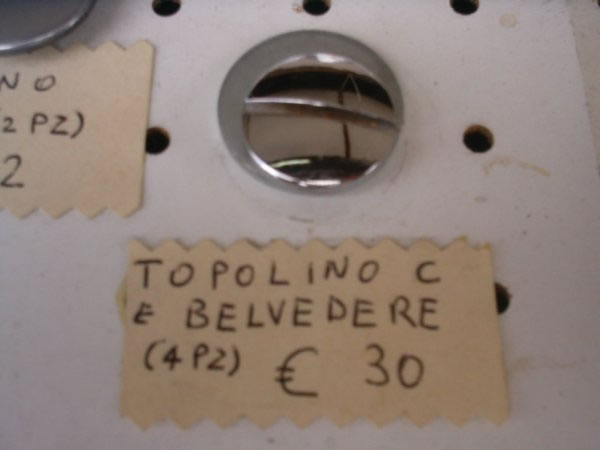 NO
2 PZ)
2
TOPOLINO C
E BELVEDERE
(4 PZ) € 30